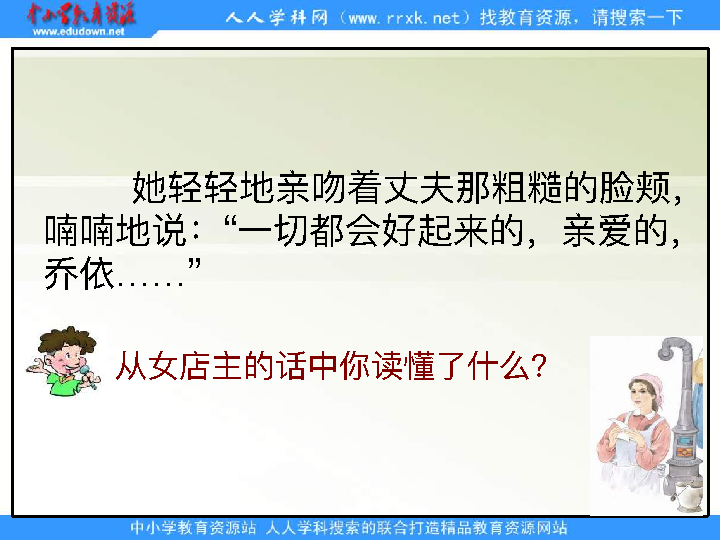 中小学教育资源
www.edudown.net
人人学科网（www.rrxk.net）找教育资源，请搜索一下
她轻轻地亲吻着丈夫那粗糙的脸颊，
喃喃地说：“一切都会好起来的，亲爱的，
乔依……”
从女店主的话中你读懂了什么？
中小学教育资源站 人人学科搜索的联合打造精品教育资源网站